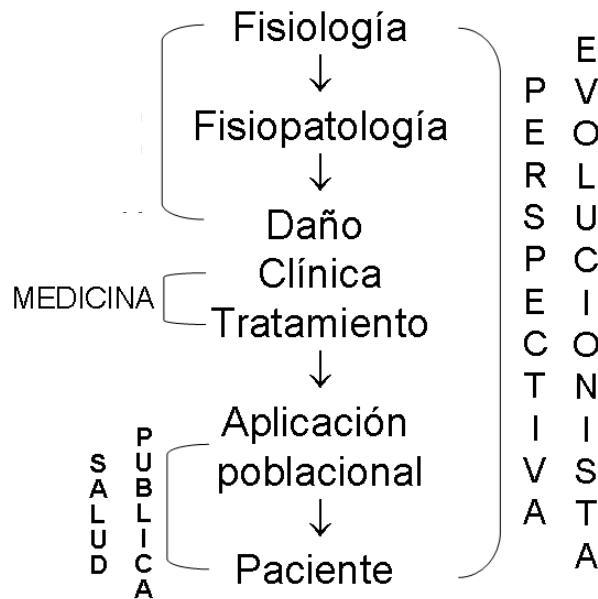 Fisiología
Fisiopatología
Daño
Clínica
MEDICINA
Tratamiento
Aplicación
poblacional
Paciente
SALUD
PUBLICA
PERSPECTIVA
EVOLUCIONISTA